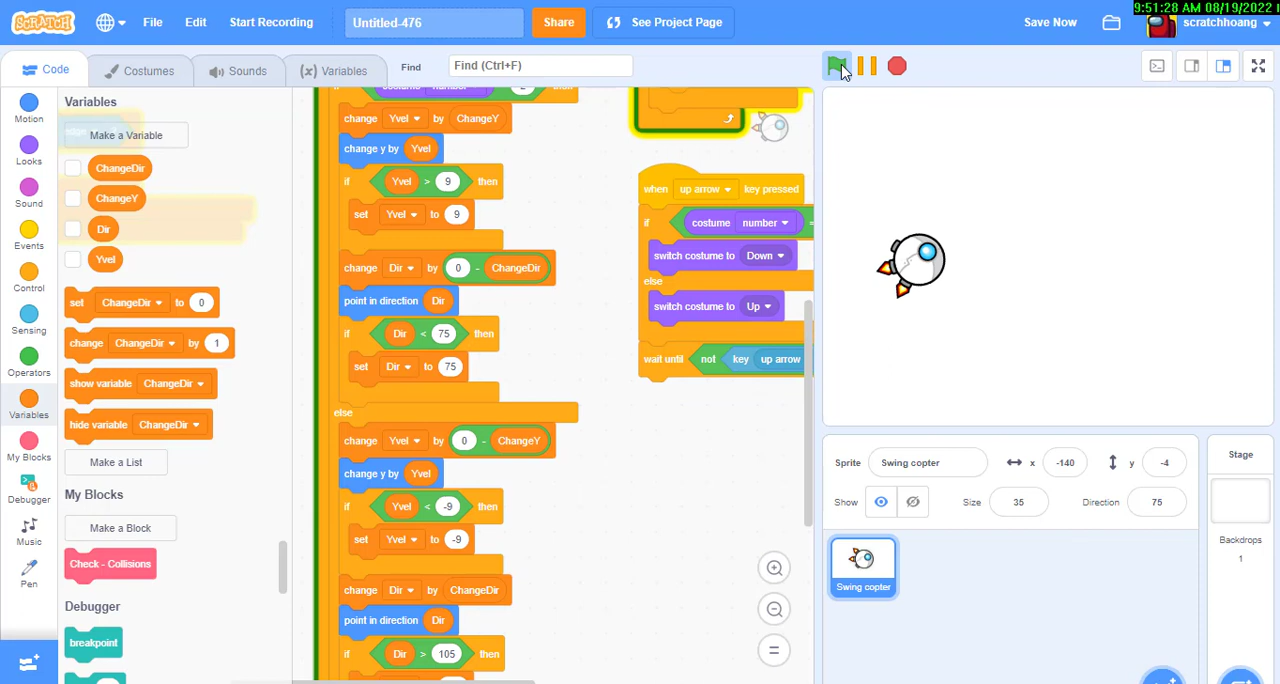 9:51:28 AM 08/19/2022
SCRATCH File Edit Start Recording Untitled-476 Share See Project Page Save Now scratchhoang
Code Costumes Sounds (x) Variables Find Find (Ctrl+F)
Motion
Looks
Sound
Events
Control
Sensing
Operators
Variables
My Blocks
Debugger
Music
Pen
Variables
Make a Variable
ChangeDir
ChangeY
Dir
Yvel
set ChangeDir to 0
change ChangeDir by 1
show variable ChangeDir
hide variable ChangeDir
Make a List
My Blocks
Make a Block
Check - Collisions
Debugger
breakpoint
change Yvel by ChangeY
change y by Yvel
if Yvel > 9 then
set Yvel to 9
change Dir by 0 - ChangeDir
point in direction Dir
if Dir < 75 then
set Dir to 75
else
change Yvel by 0 - ChangeY
change y by Yvel
if Yvel < -9 then
set Yvel to -9
change Dir by ChangeDir
point in direction Dir
if Dir > 105 then
when up arrow key pressed
if costume number =
switch costume to Down
else
switch costume to Up
wait until not key up arrow
Sprite Swing copter x -140 y -4
Show Size 35 Direction 75
Swing copter
Stage
Backdrops
1